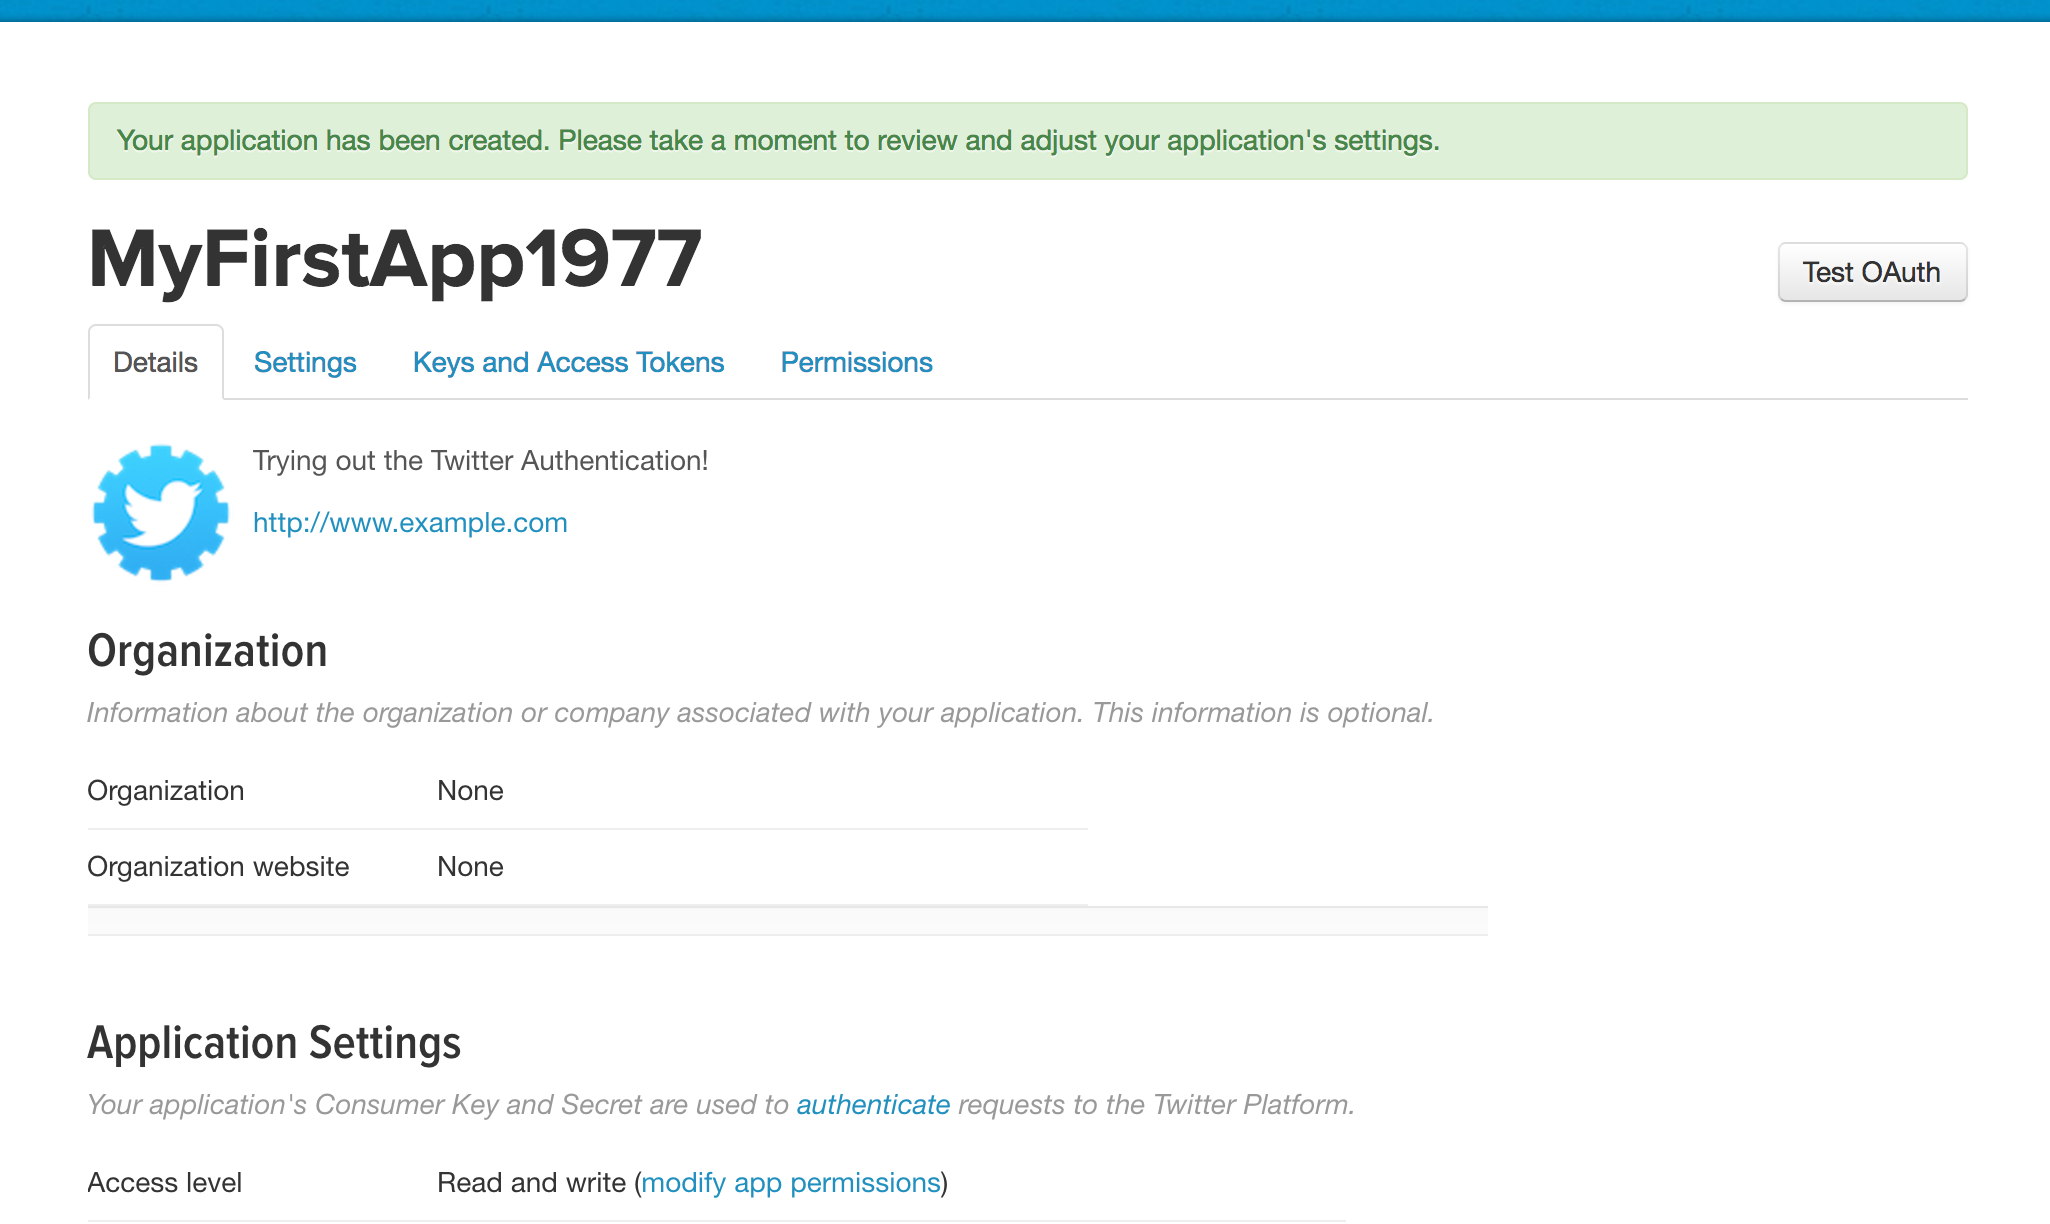 Your application has been created. Please take a moment to review and adjust your application's settings.
MyFirstApp1977
Test OAuth
Details
Settings
Keys and Access Tokens
Permissions
Trying out the Twitter Authentication!
http://www.example.com
Organization
Information about the organization or company associated with your application. This information is optional.
Organization None
Organization website None
Application Settings
Your application's Consumer Key and Secret are used to authenticate requests to the Twitter Platform.
Access level Read and write (modify app permissions)